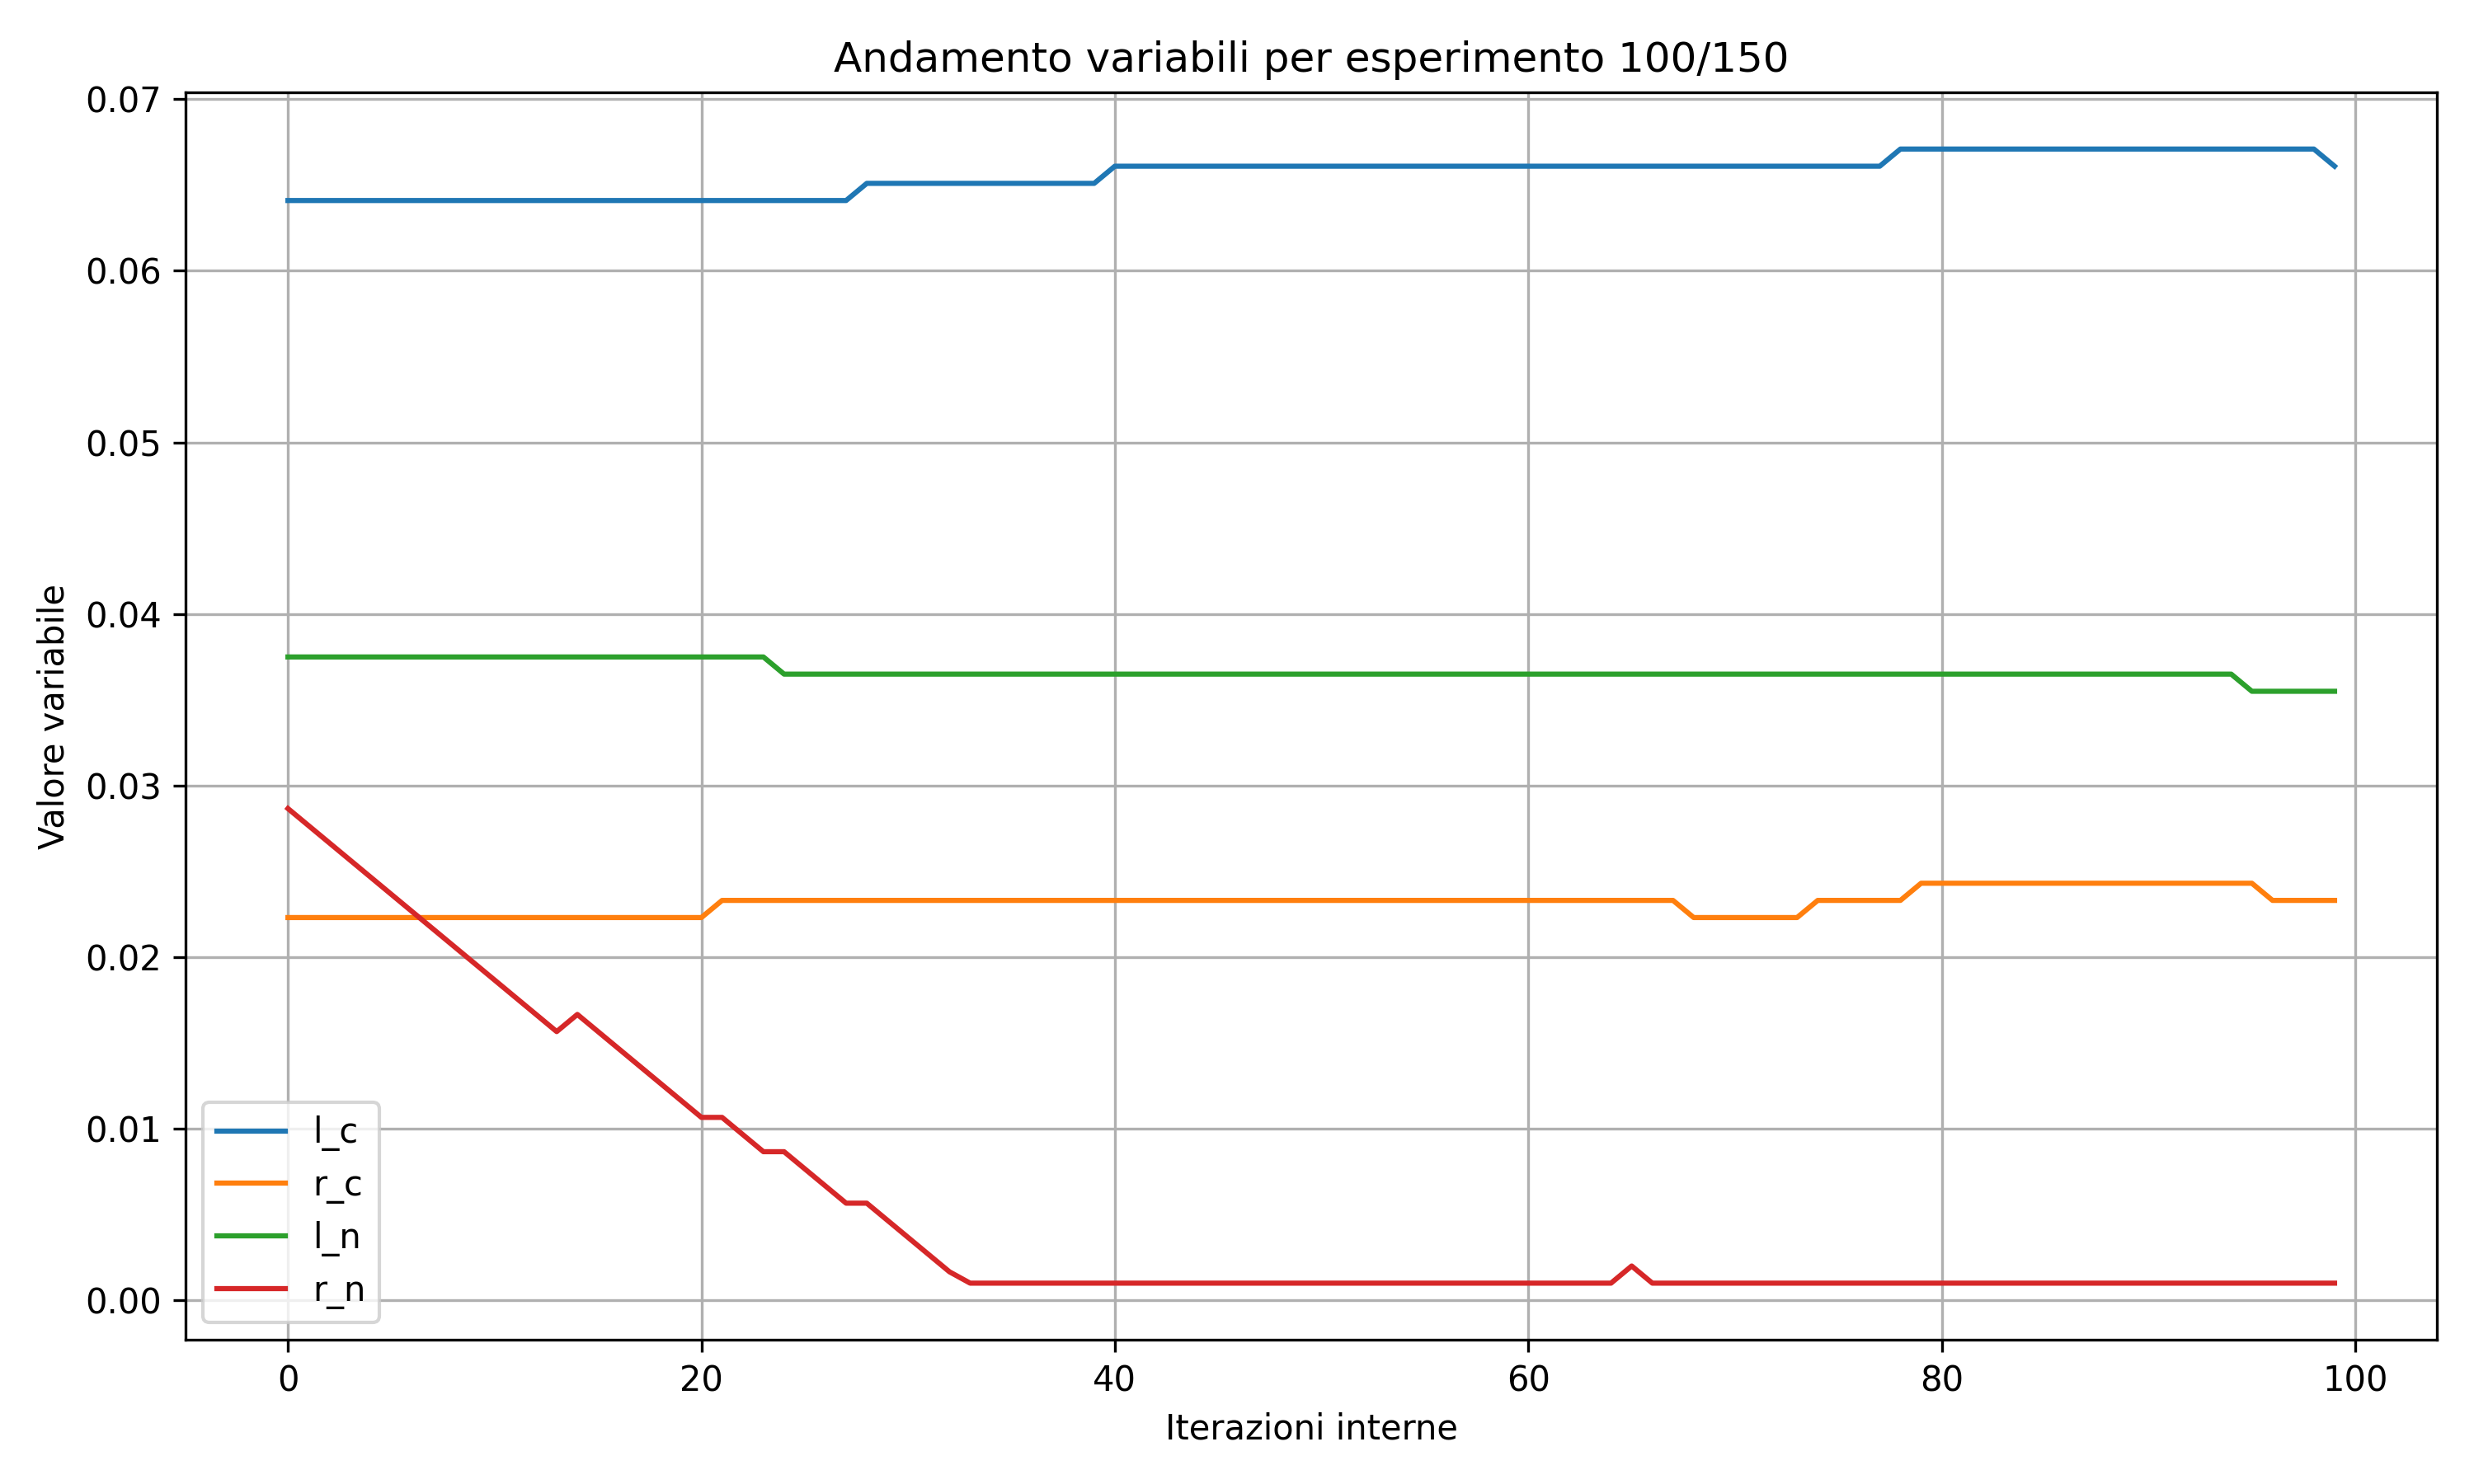 Andamento variabili per esperimento 100/150
0.07
0.06
0.05
0.04
0.03
0.02
0.01
0.00
Valore variabile
l_c
r_c
l_n
r_n
0 20 40 60 80 100
Iterazioni interne